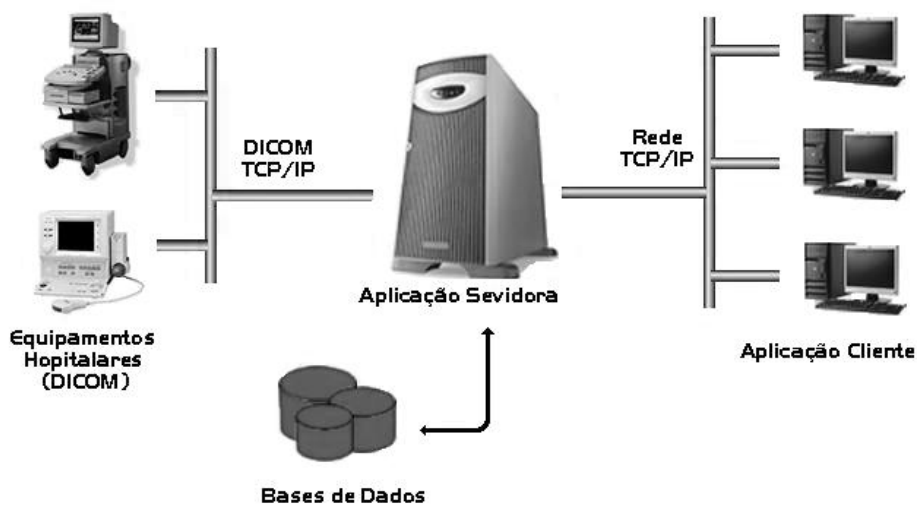 DICOM
TCP/IP
Rede
TCP/IP
Aplicação Sevidora
Equipamentos
Hopitalares
(DICOM)
Aplicação Cliente
Bases de Dados